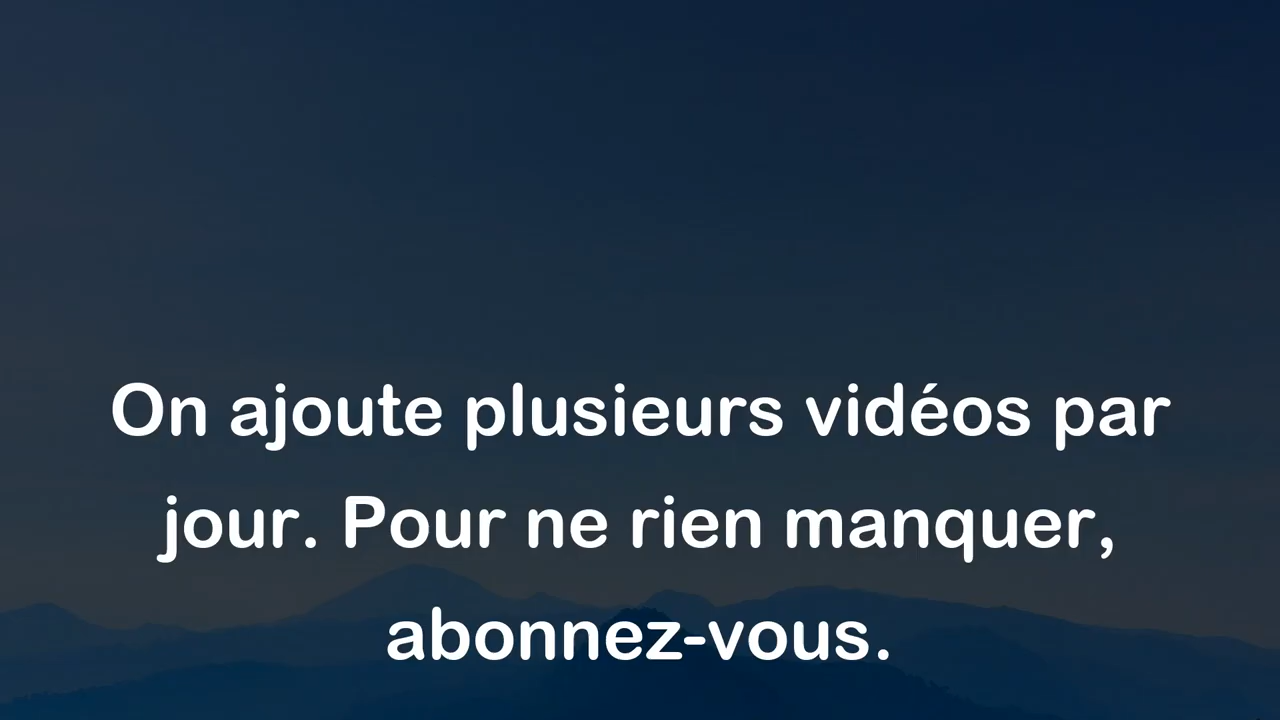 On ajoute plusieurs vidéos par
jour. Pour ne rien manquer,
abonnez-vous.